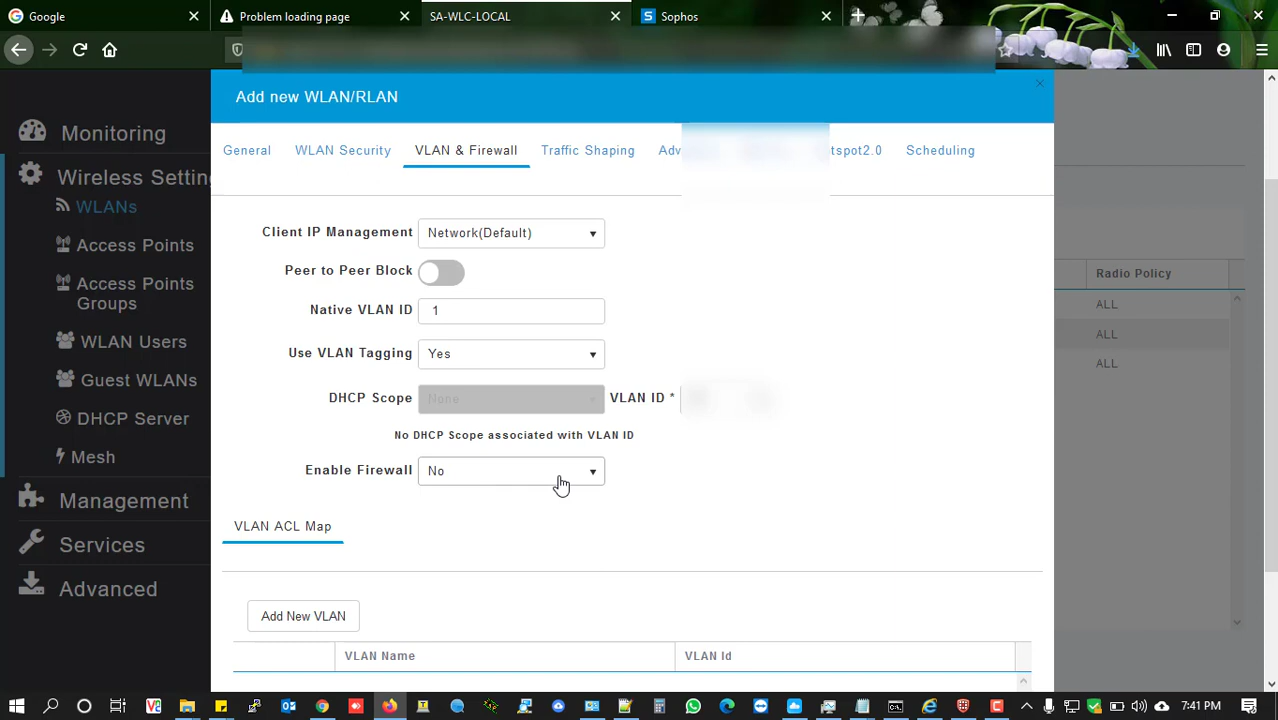 Google
Problem loading page
SA-WLC-LOCAL
Sophos
Add new WLAN/RLAN
General
WLAN Security
VLAN & Firewall
Traffic Shaping
Scheduling
Monitoring
Wireless Settin
WLANs
Access Points
Access Points
Groups
WLAN Users
Guest WLANs
DHCP Server
Mesh
Management
Services
Advanced
Client IP Management
Network(Default)
Peer to Peer Block
Native VLAN ID
1
Use VLAN Tagging
Yes
DHCP Scope
None
VLAN ID *
No DHCP Scope associated with VLAN ID
Enable Firewall
No
VLAN ACL Map
Add New VLAN
VLAN Name
VLAN Id
Radio Policy
ALL
ALL
ALL
7:41 PM